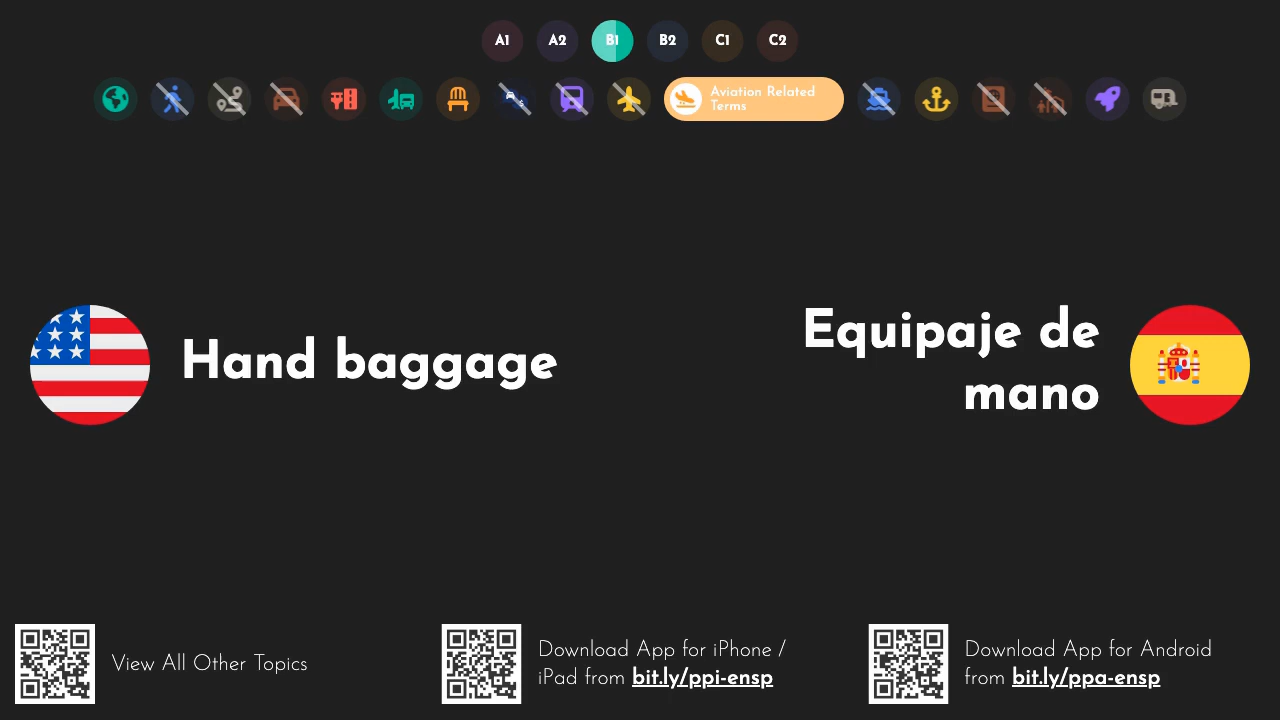 A1 A2 B1 B2 C1 C2
Aviation Related
Terms
Hand baggage
Equipaje de
mano
View All Other Topics
Download App for iPhone /
iPad from bit.ly/ppi-ensp
Download App for Android
from bit.ly/ppa-ensp